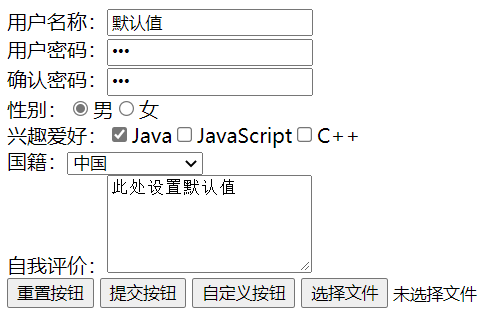 用户名称：默认值
用户密码：•••
确认密码：•••
性别：男 女
兴趣爱好：Java JavaScript C++
国籍：中国
此处设置默认值
自我评价：
重置按钮 提交按钮 自定义按钮 选择文件 未选择文件